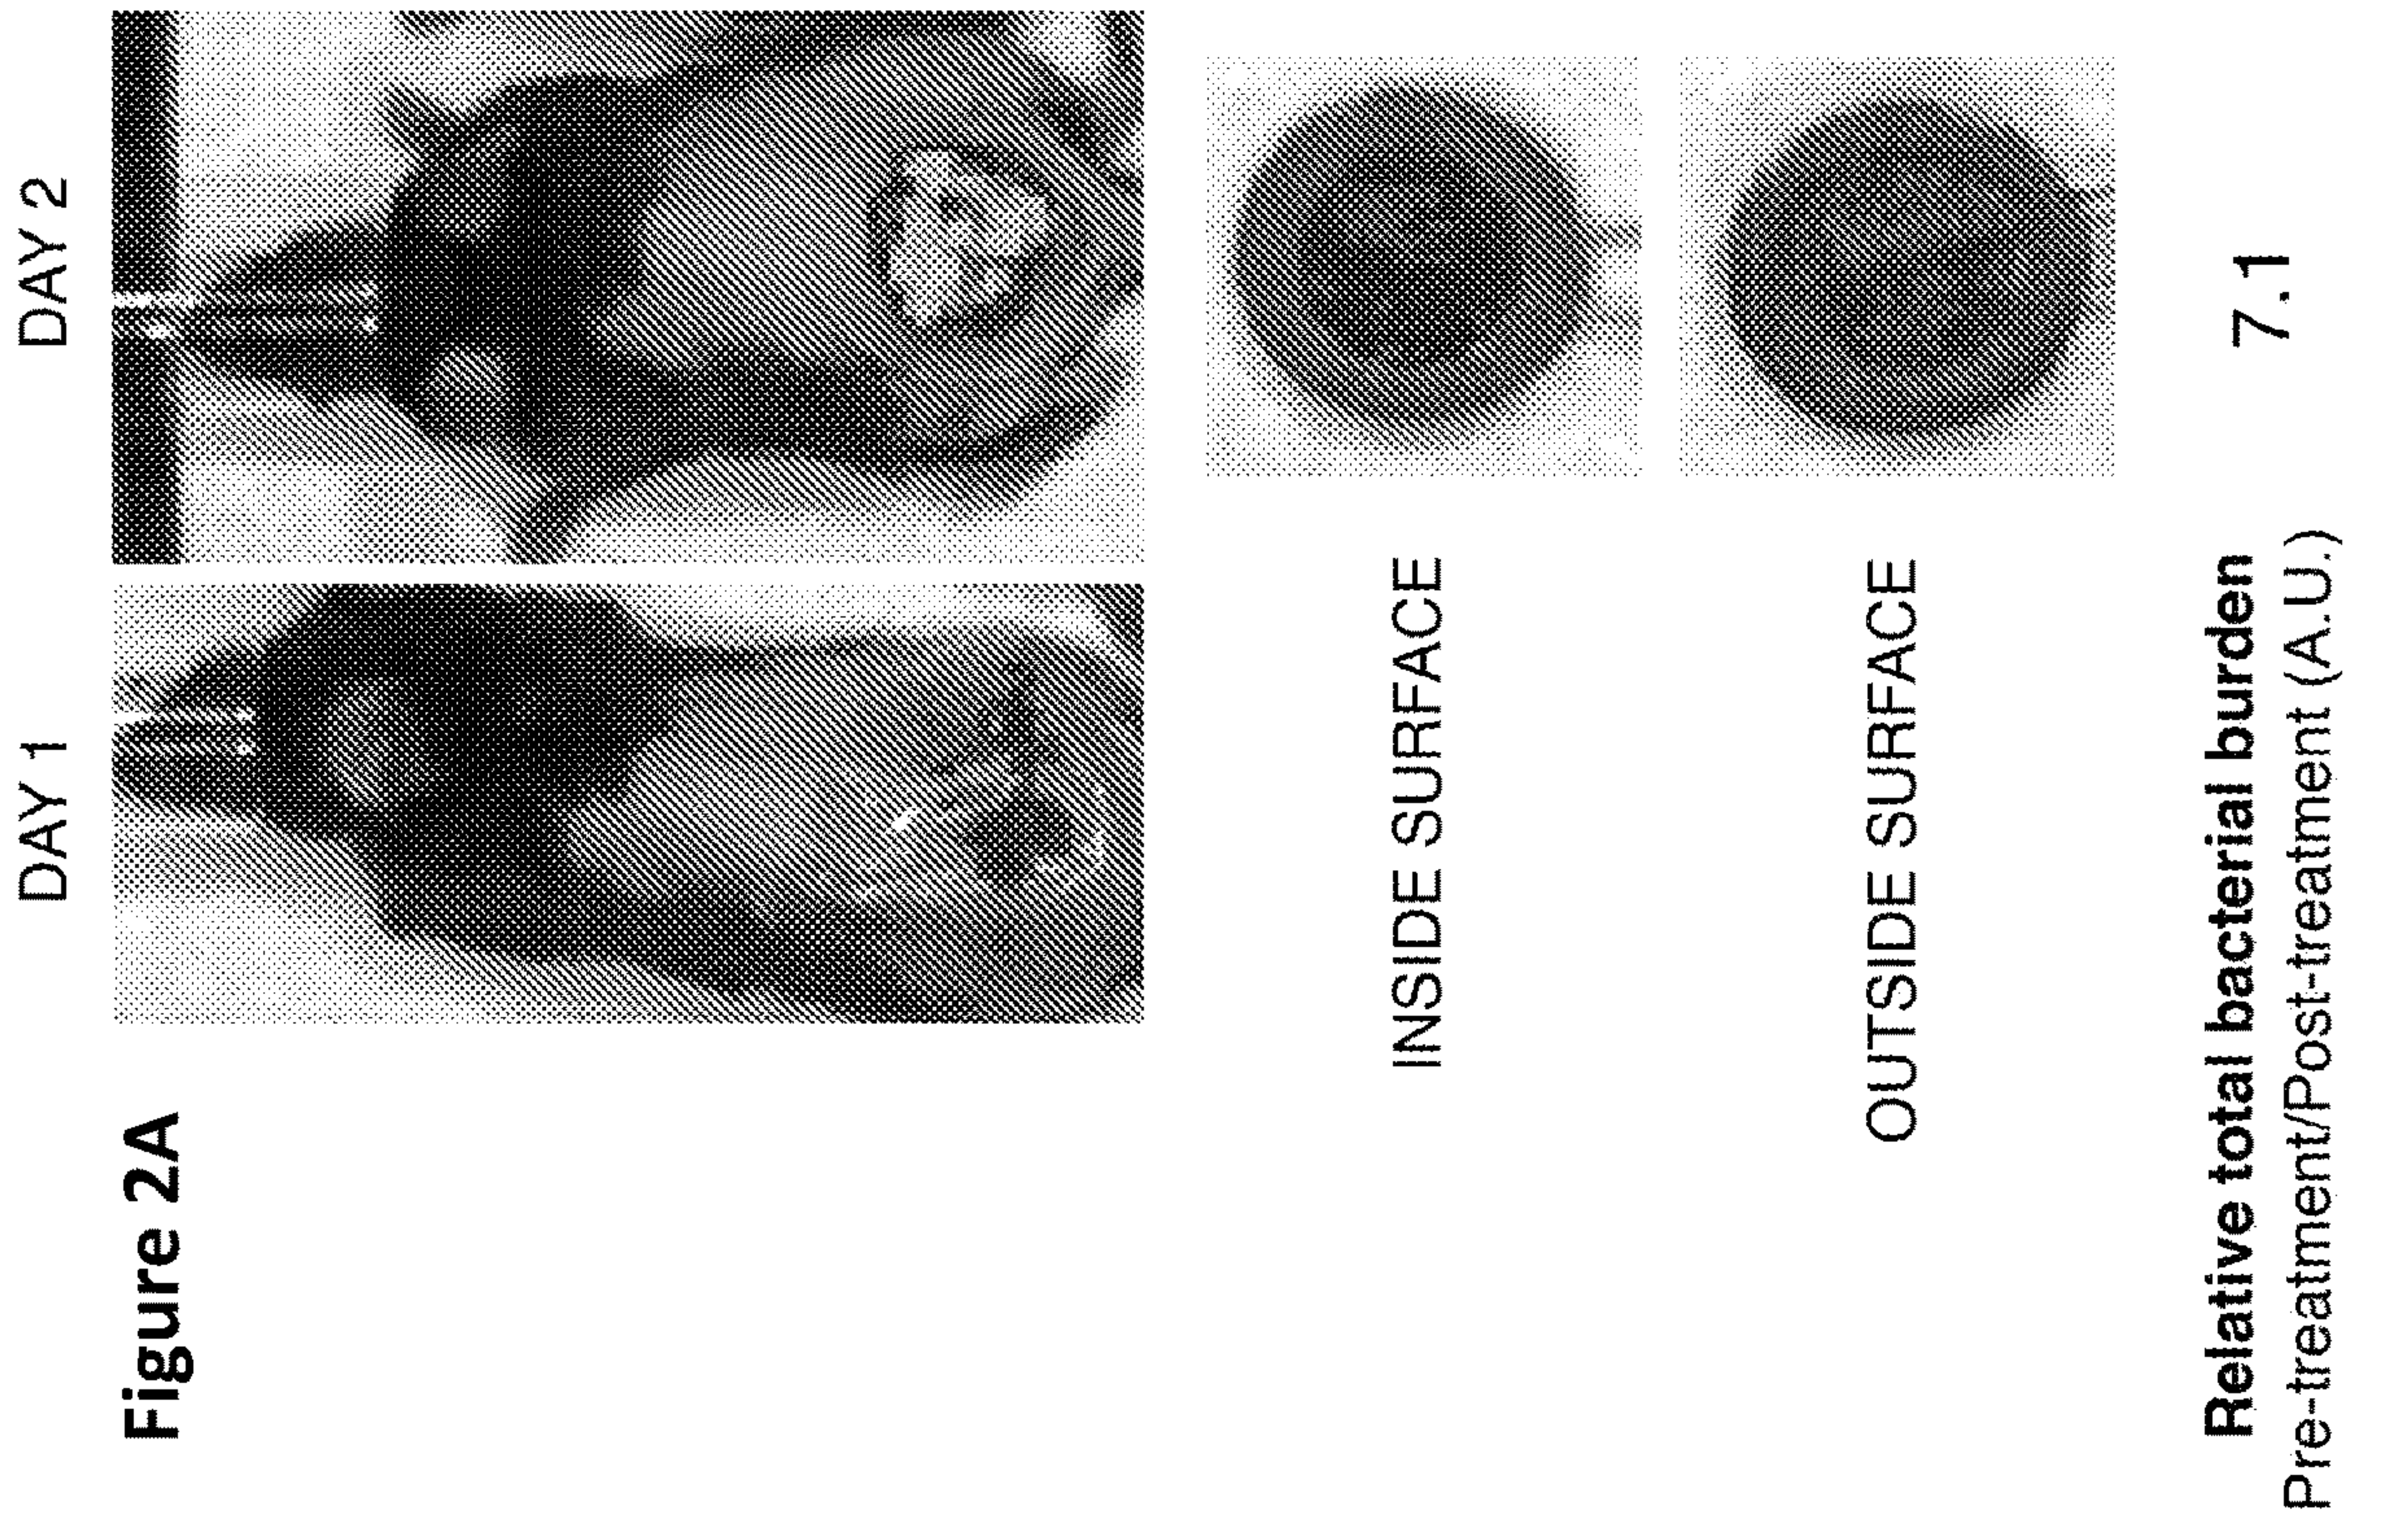 Figure 2A
DAY 1
DAY 2
INSIDE SURFACE
OUTSIDE SURFACE
Relative total bacterial burden
7.1
Pre-treatment/Post-treatment (A.U.)